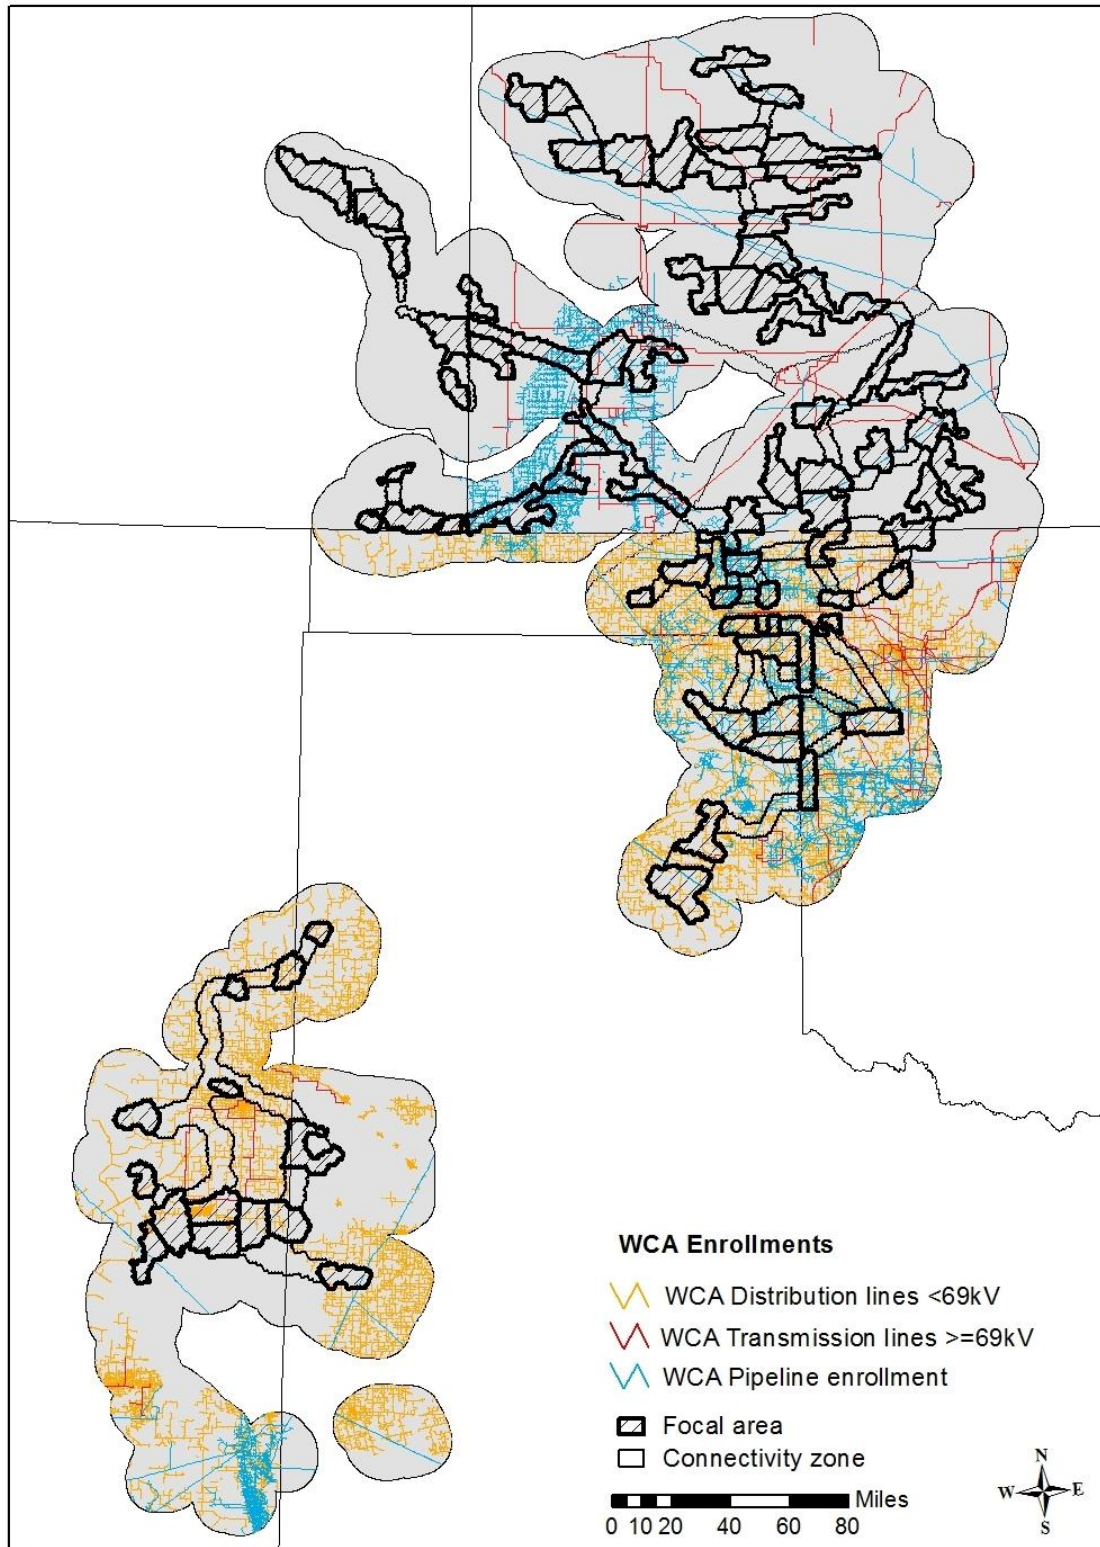 WCA Enrollments
WCA Distribution lines <69kV
WCA Transmission lines >=69kV
WCA Pipeline enrollment
Focal area
Connectivity zone
Miles
0 10 20 40 60 80
N
W E
S